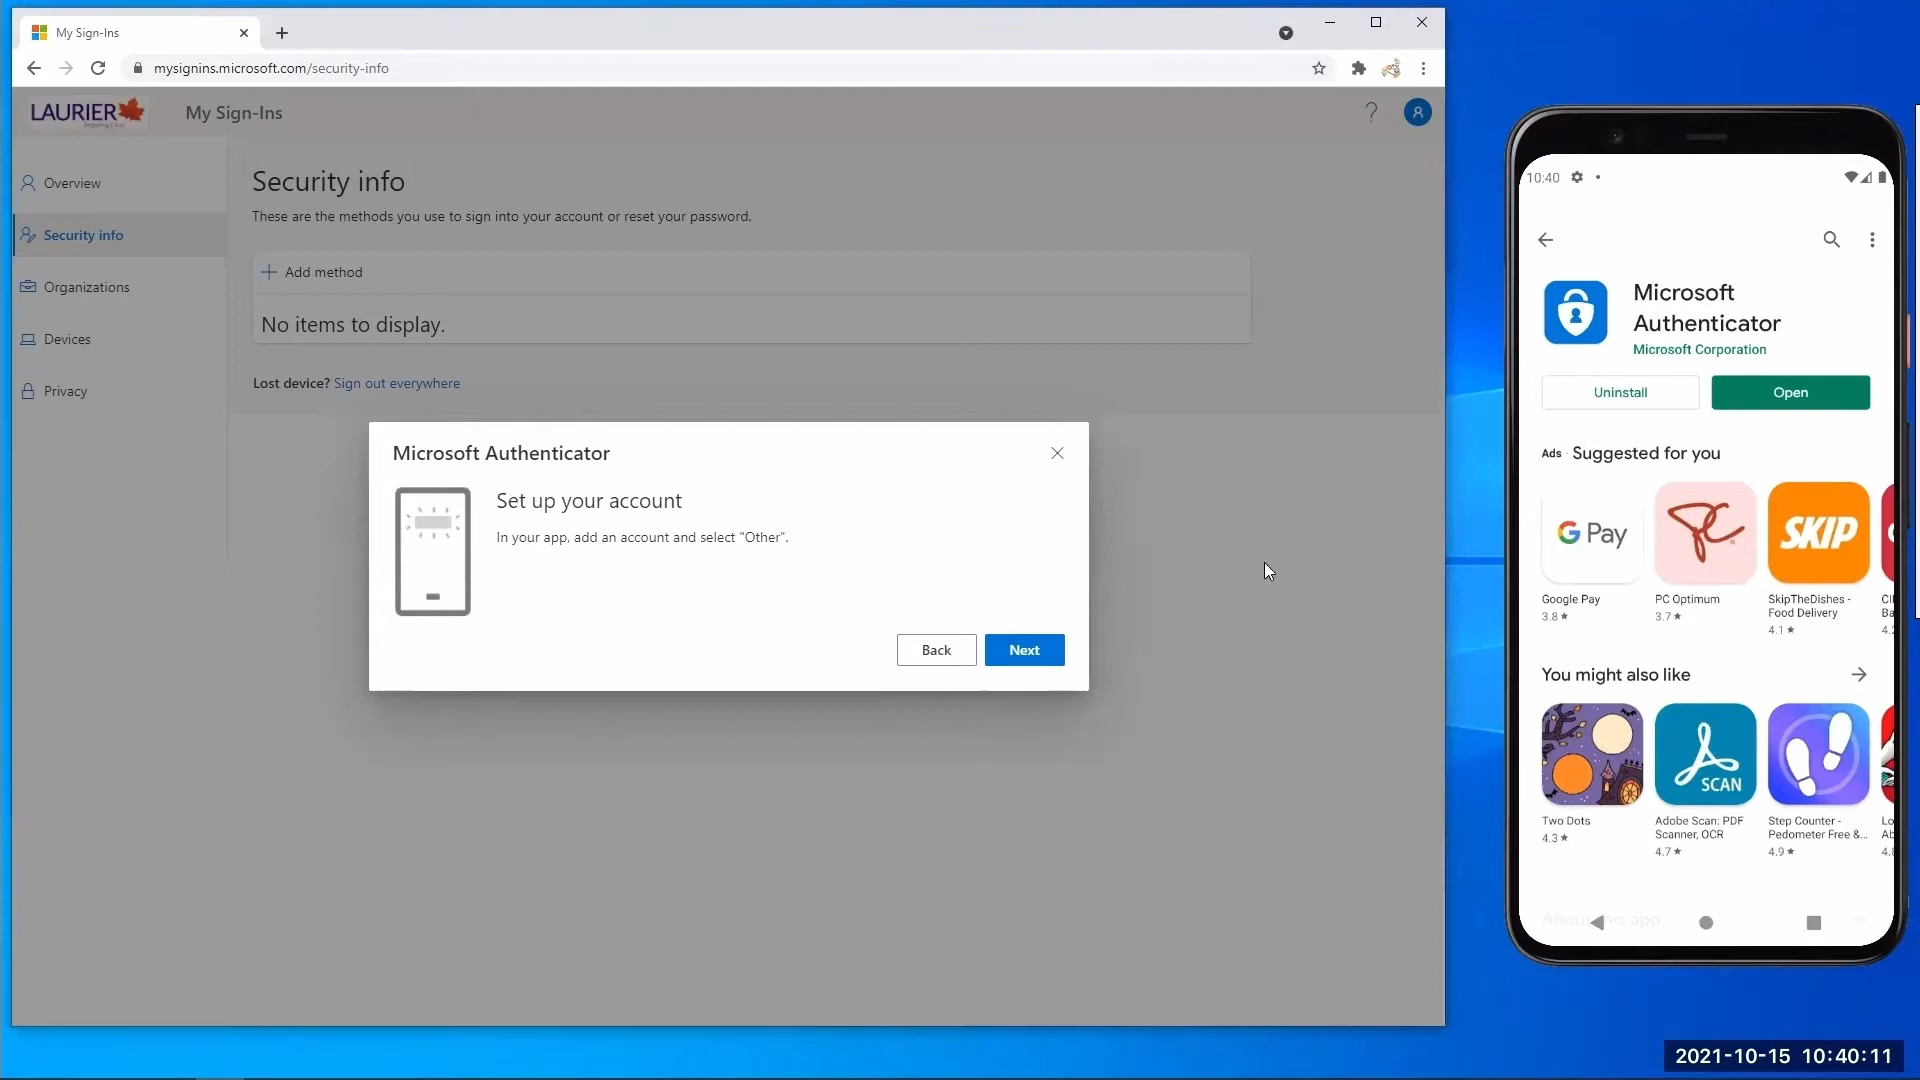 My Sign-Ins
mysignins.microsoft.com/security-info
LAURIER
My Sign-Ins
Overview
Security info
Organizations
Devices
Privacy
Security info
These are the methods you use to sign into your account or reset your password.
Add method
No items to display.
Lost device? Sign out everywhere
Microsoft Authenticator
Set up your account
In your app, add an account and select "Other".
Back
Next
10:40
Microsoft
Authenticator
Microsoft Corporation
Uninstall
Open
Ads · Suggested for you
G Pay
PC
SKIP
Google Pay
3.8 ★
PC Optimum
3.7 ★
SkipTheDishes -
Food Delivery
4.1 ★
You might also like
SCAN
Two Dots
4.3 ★
Adobe Scan: PDF
Scanner, OCR
4.7 ★
Step Counter -
Pedometer Free &...
4.9 ★
2021-10-15 10:40:11